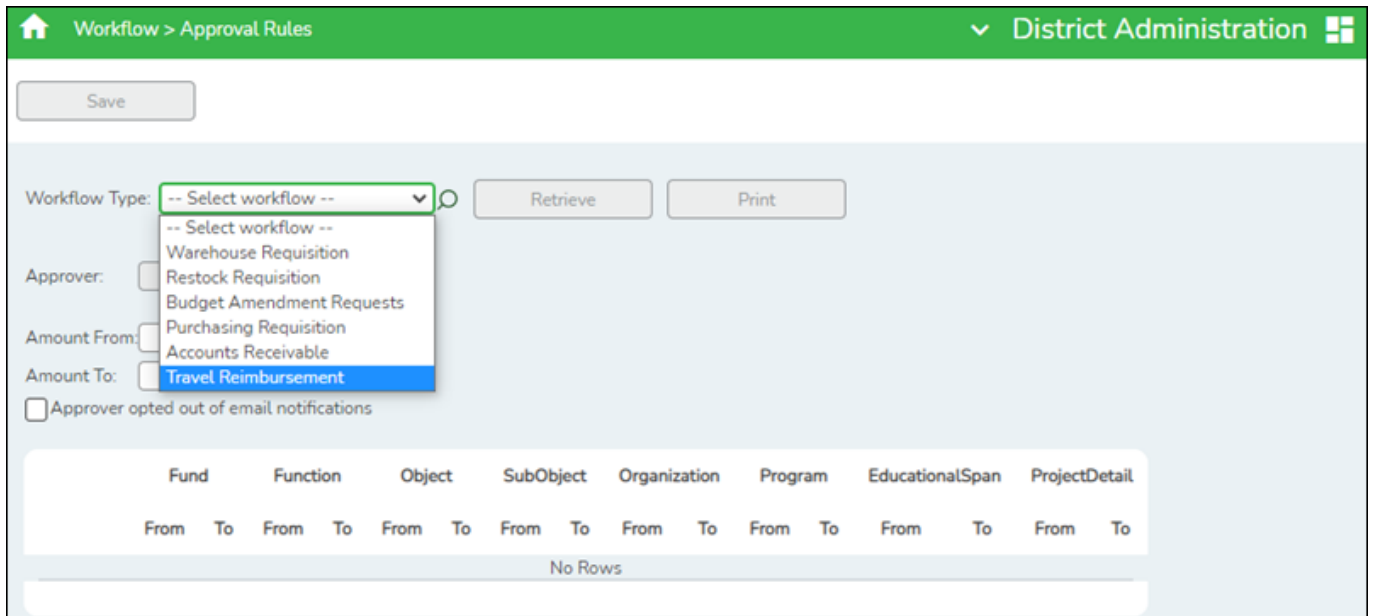 Workflow > Approval Rules
District Administration
Save
Workflow Type: -- Select workflow -- Retrieve Print
-- Select workflow --
Warehouse Requisition
Approver:
Restock Requisition
Budget Amendment Requests
Purchasing Requisition
Amount From:
Accounts Receivable
Amount To:
Travel Reimbursement
Approver opted out of email notifications
Fund Function Object SubObject Organization Program EducationalSpan ProjectDetail
From To From To From To From To From To From To From To From To
No Rows